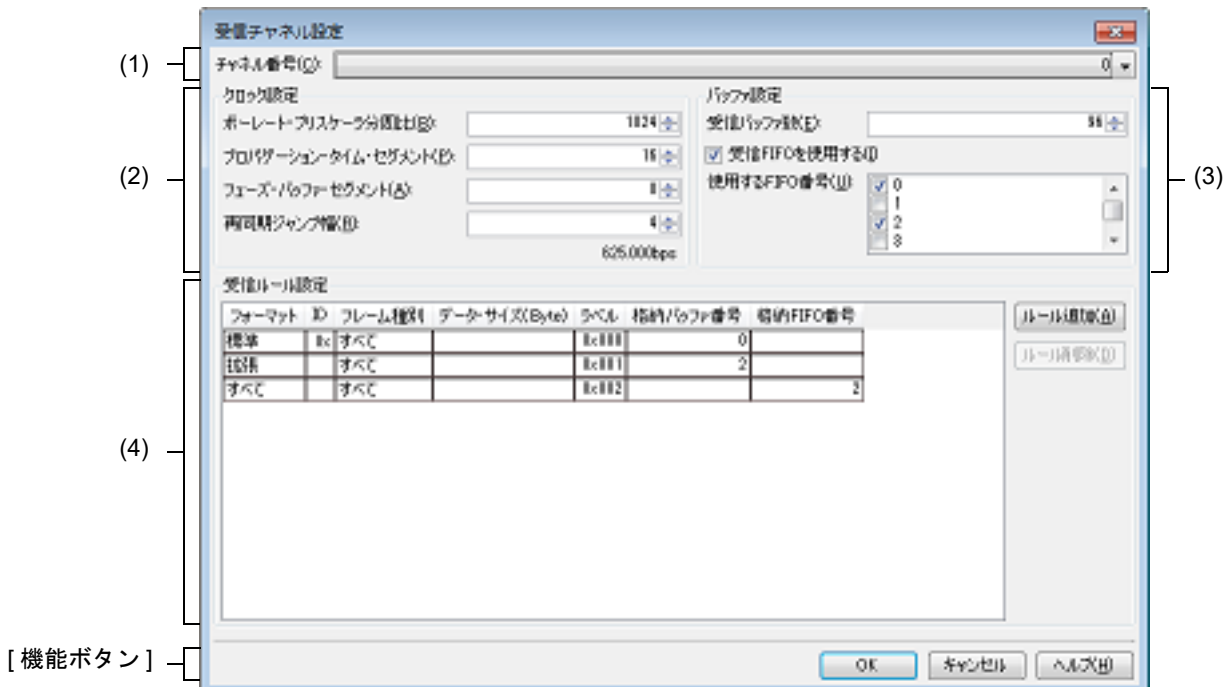 受信チャネル設定
(1)
チャネル番号(C):
0
クロック設定
ボーレート・プリスケーラ分周比(B):
1024
プロパゲーション・タイム・セグメント(P):
16
フェーズ・バッファ・セグメント(A):
8
再同期ジャンプ幅(R):
4
625.000bps
(2)
バッファ設定
受信バッファ数(E):
96
受信FIFOを使用する(I)
使用するFIFO番号(U):
0
1
2
3
(3)
受信ルール設定
フォーマット ID フレーム種別 データ・サイズ(Byte) ラベル 格納バッファ番号 格納FIFO番号
標準 0x すべて 0x000 0
拡張 すべて 0x001 2
すべて すべて 0x002 2
ルール追加(A)
ルール削除(D)
(4)
[機能ボタン]
OK
キャンセル
ヘルプ(H)